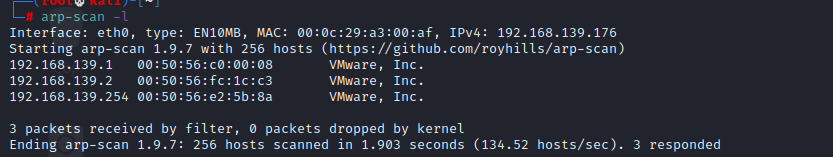 (root💀kali)-[~]
# arp-scan -l
Interface: eth0, type: EN10MB, MAC: 00:0c:29:a3:00:af, IPv4: 192.168.139.176
Starting arp-scan 1.9.7 with 256 hosts (https://github.com/royhills/arp-scan)
192.168.139.1   00:50:56:c0:00:08       VMware, Inc.
192.168.139.2   00:50:56:fc:1c:c3       VMware, Inc.
192.168.139.254 00:50:56:e2:5b:8a       VMware, Inc.
3 packets received by filter, 0 packets dropped by kernel
Ending arp-scan 1.9.7: 256 hosts scanned in 1.903 seconds (134.52 hosts/sec). 3 responded